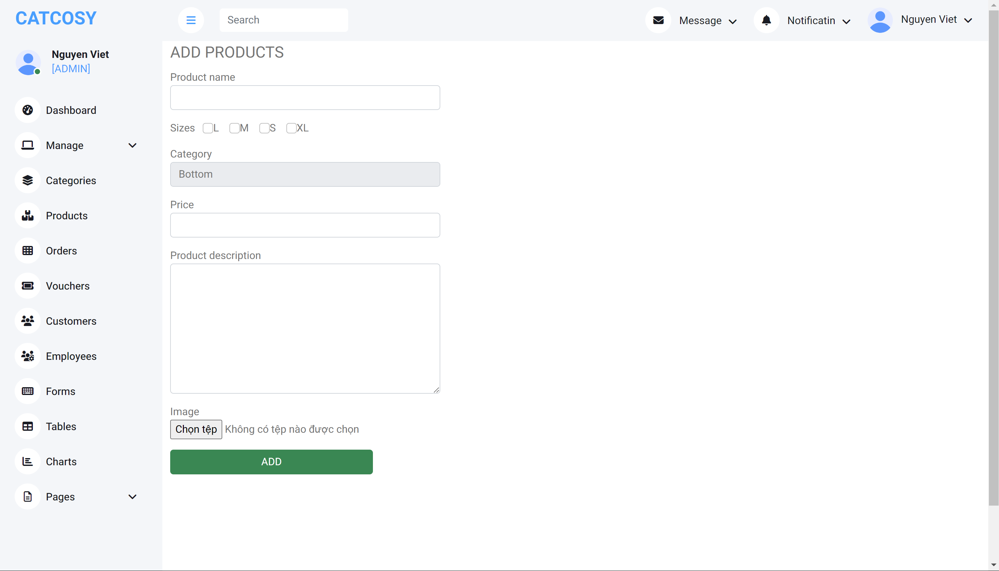 CATCOSY
Search
Message
Notificatin
Nguyen Viet
Nguyen Viet
[ADMIN]
Dashboard
Manage
Categories
Products
Orders
Vouchers
Customers
Employees
Forms
Tables
Charts
Pages
ADD PRODUCTS
Product name
Sizes L M S XL
Category
Bottom
Price
Product description
Image
Chọn tệp Không có tệp nào được chọn
ADD